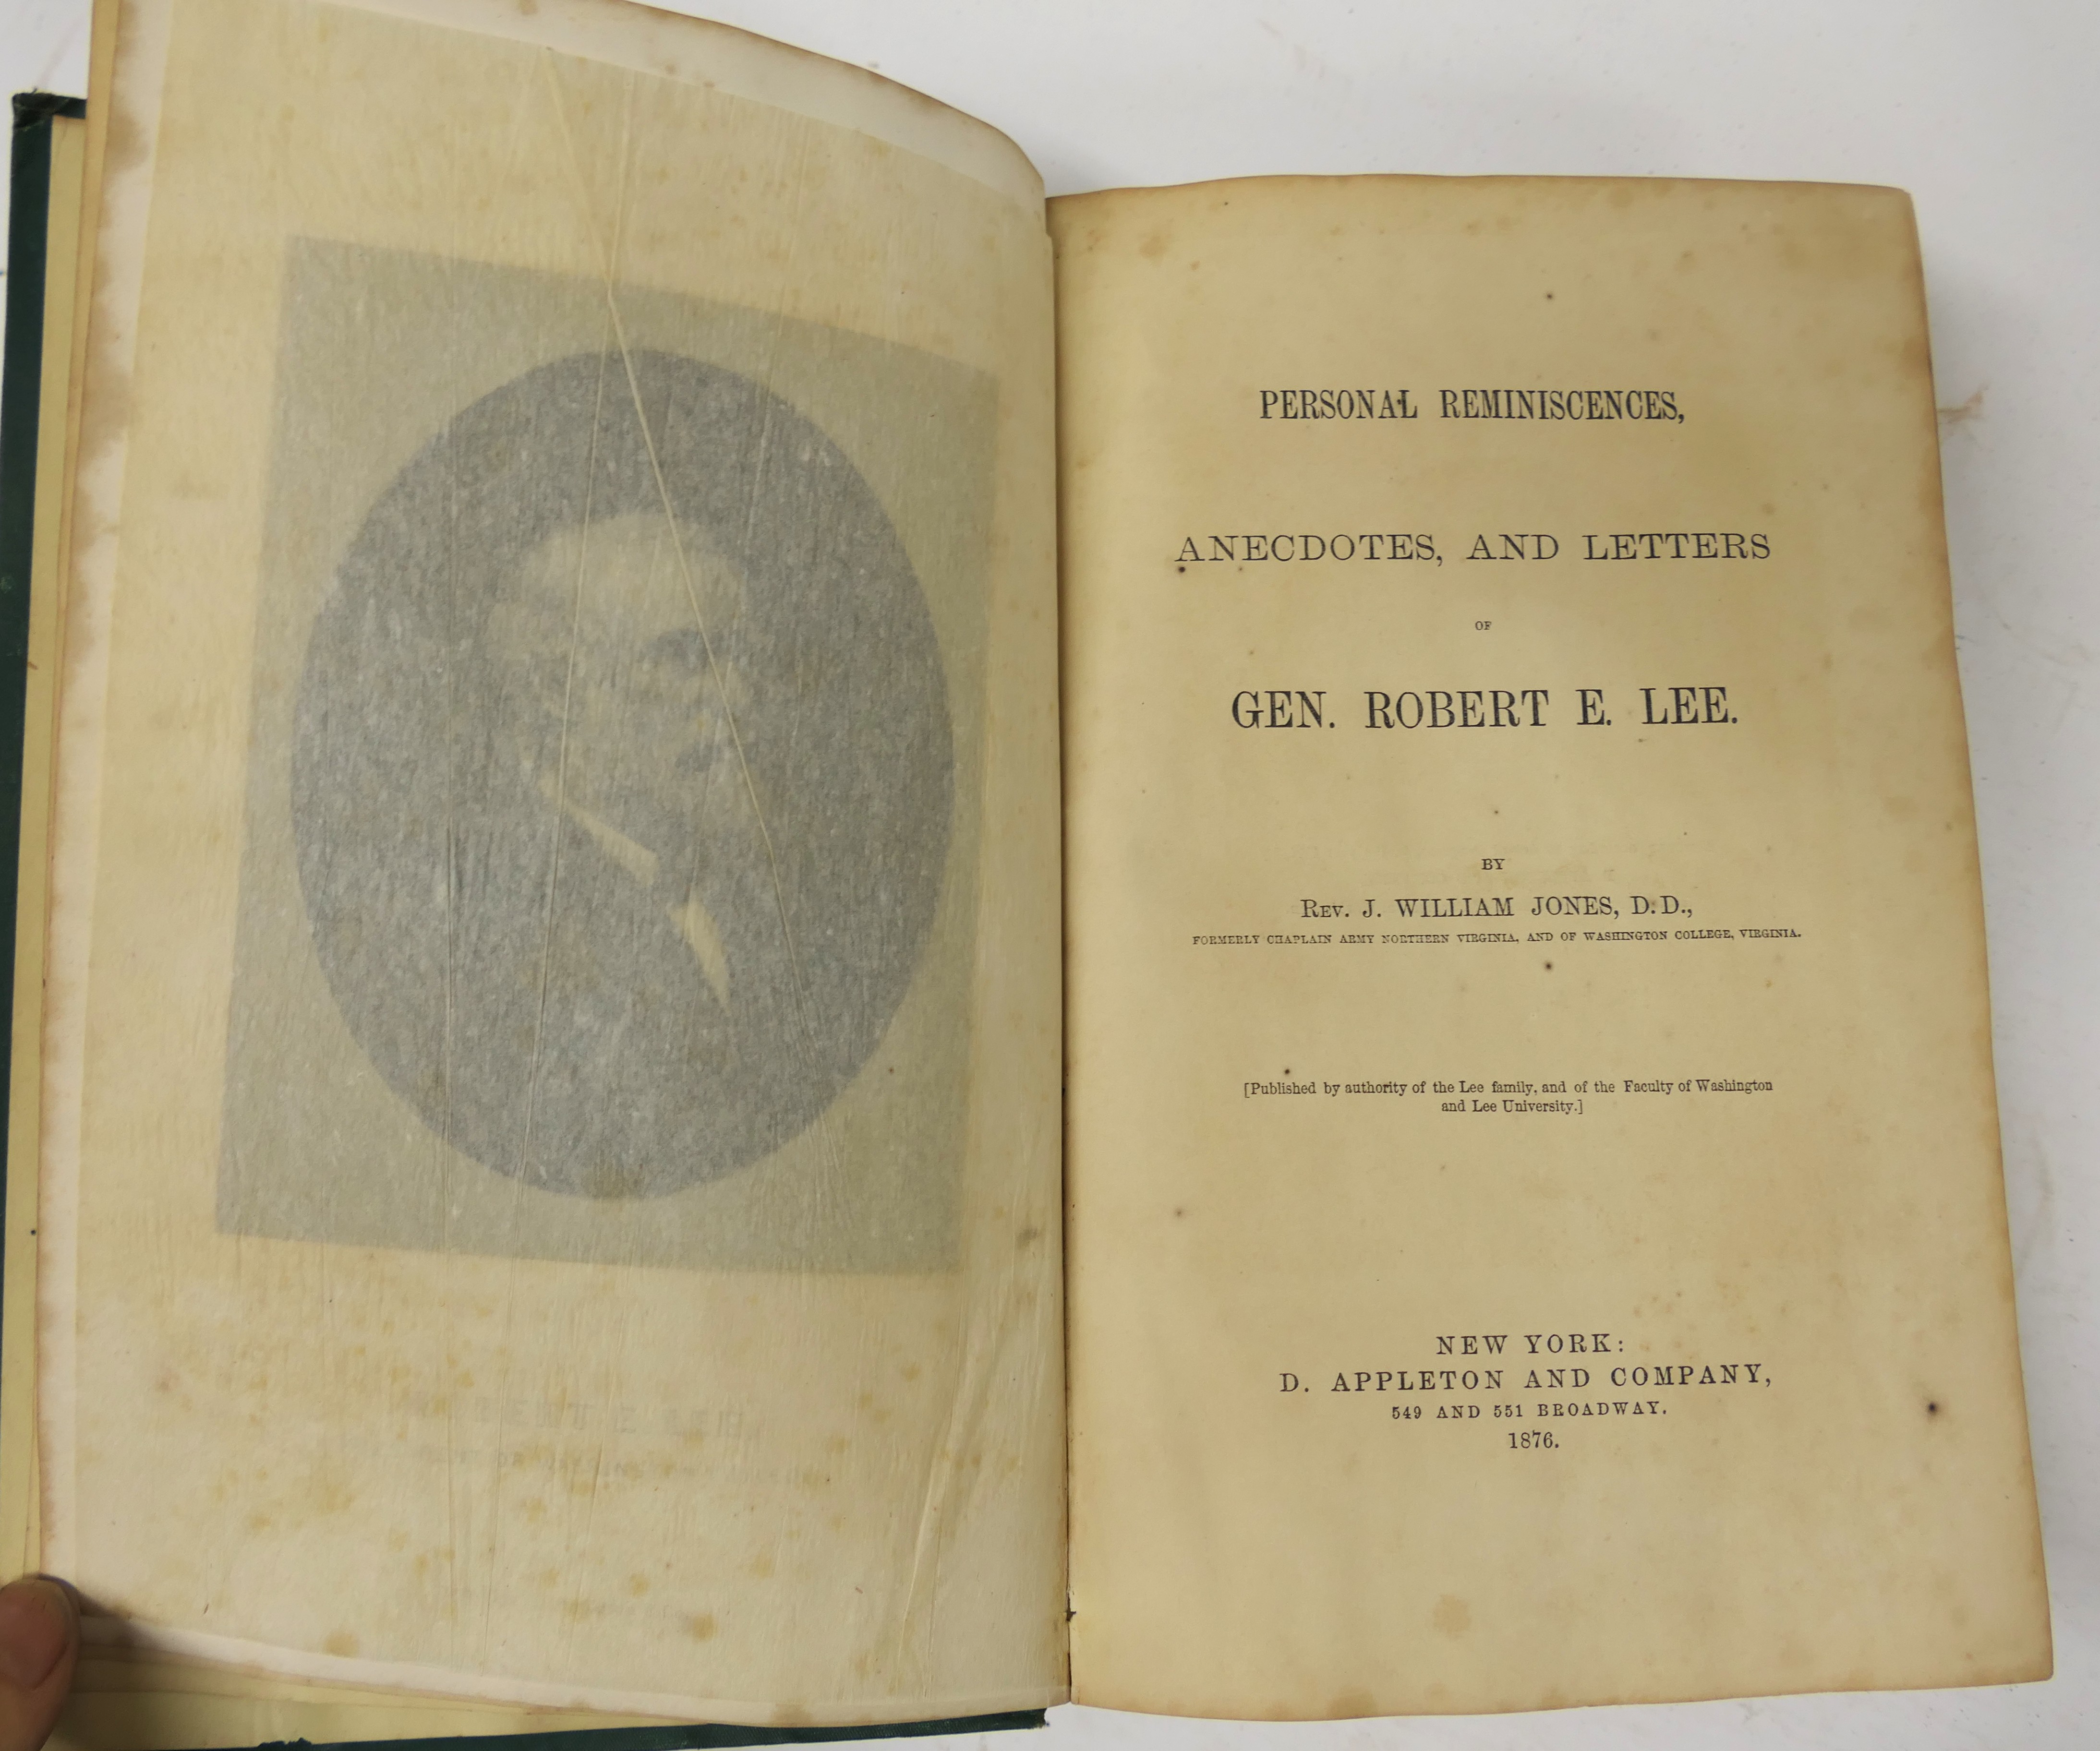 PERSONAL REMINISCENCES,
ANECDOTES, AND LETTERS
OF
GEN. ROBERT E. LEE.
BY
REV. J. WILLIAM JONES, D.D.,
FORMERLY CHAPLAIN ARMY NORTHERN VIRGINIA, AND OF WASHINGTON COLLEGE, VIRGINIA.
[Published by authority of the Lee family, and of the Faculty of Washington
and Lee University.]
NEW YORK:
D. APPLETON AND COMPANY,
549 AND 551 BROADWAY.
1876.